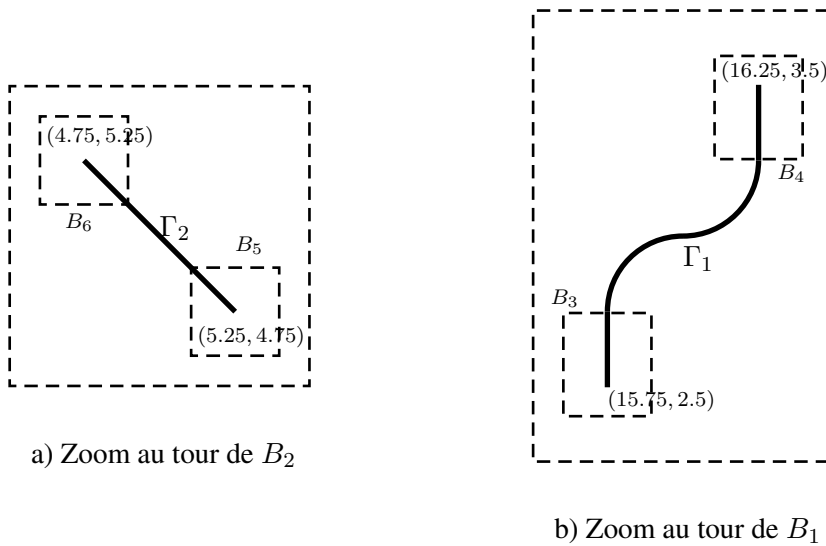 (4.75, 5.25)
B₆
Γ₂
B₅
(5.25, 4.75)
a) Zoom au tour de B₂
(16.25, 3.5)
B₄
Γ₁
B₃
(15.75, 2.5)
b) Zoom au tour de B₁